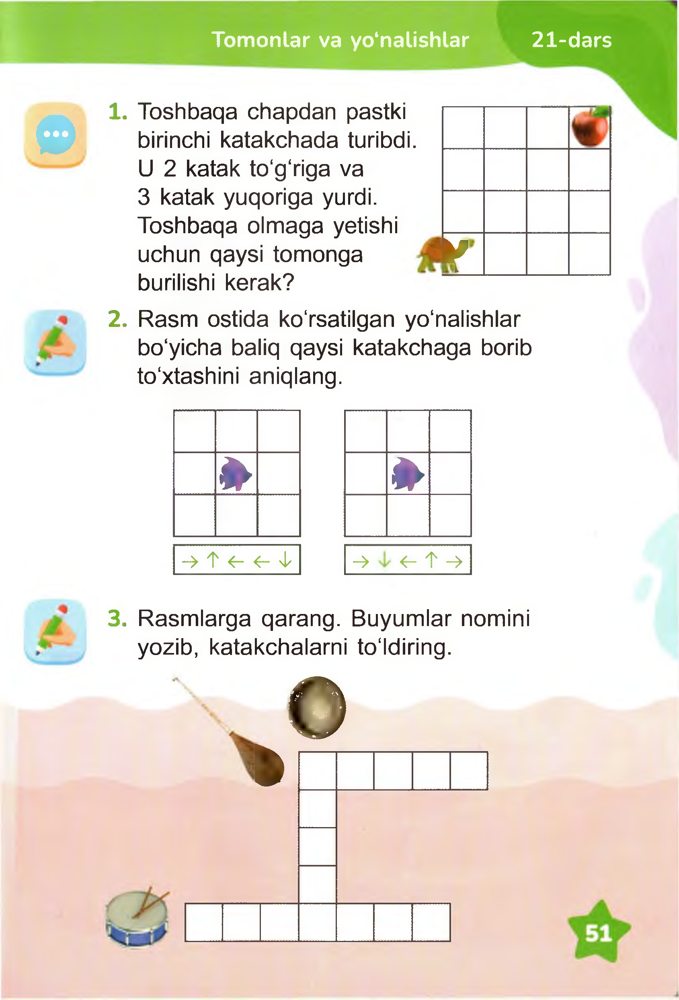 Tomonlar va yo‘nalishlar 21-dars
1. Toshbaqa chapdan pastki
birinchi katakchada turibdi.
U 2 katak to‘g‘riga va
3 katak yuqoriga yurdi.
Toshbaqa olmaga yetishi
uchun qaysi tomonga
burilishi kerak?
2. Rasm ostida ko‘rsatilgan yo‘nalishlar
bo‘yicha baliq qaysi katakchaga borib
to‘xtashini aniqlang.
→ ↑ ← ← ↓ → ↓ ← ↑ →
3. Rasmlarga qarang. Buyumlar nomini
yozib, katakchalarni to‘ldiring.
51